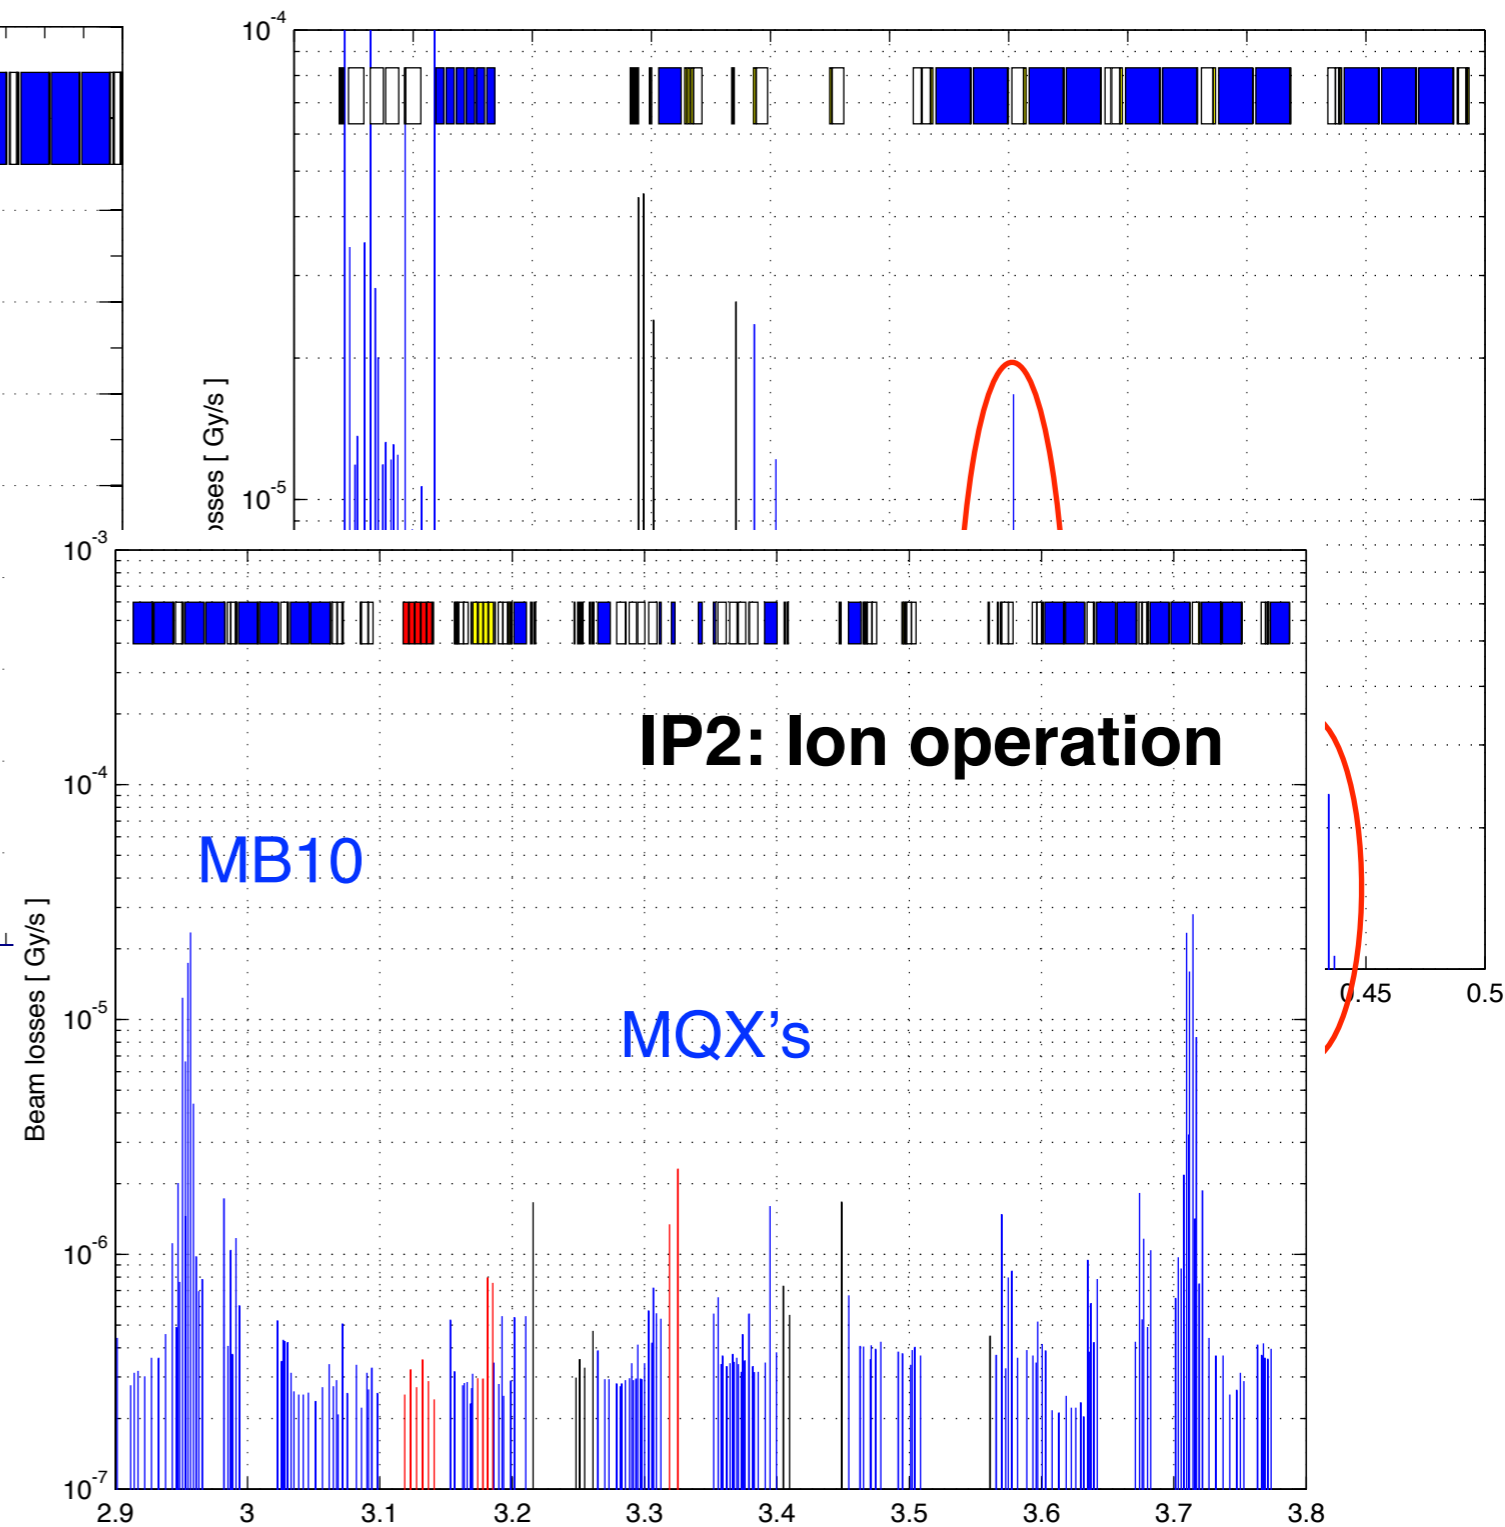 10-4
osses [ Gy/s ]
10-5
10-3
IP2: Ion operation
10-4
MB10
Beam losses [ Gy/s ]
0.45 0.5
10-5
MQX’s
10-6
10-7
2.9 3 3.1 3.2 3.3 3.4 3.5 3.6 3.7 3.8